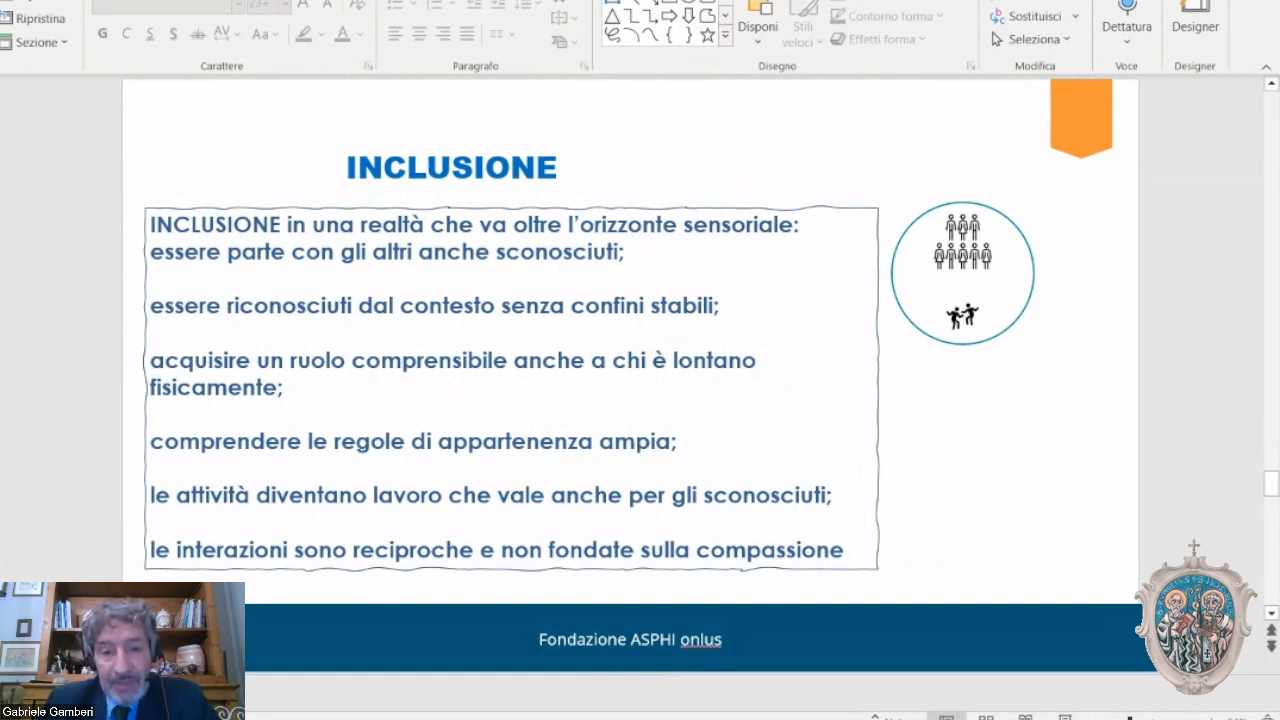 Ripristina
Sezione
23+
G C S S ab AV Aa A
Carattere
Paragrafo
Disponi
Stili
veloci
Contorno forma
Effetti forma
Disegno
Sostituisci
Seleziona
Modifica
Dettatura
Voce
Designer
Designer
INCLUSIONE
INCLUSIONE in una realtà che va oltre l’orizzonte sensoriale:
essere parte con gli altri anche sconosciuti;
essere riconosciuti dal contesto senza confini stabili;
acquisire un ruolo comprensibile anche a chi è lontano
fisicamente;
comprendere le regole di appartenenza ampia;
le attività diventano lavoro che vale anche per gli sconosciuti;
le interazioni sono reciproche e non fondate sulla compassione
Fondazione ASPHI onlus
Gabriele Gamberi